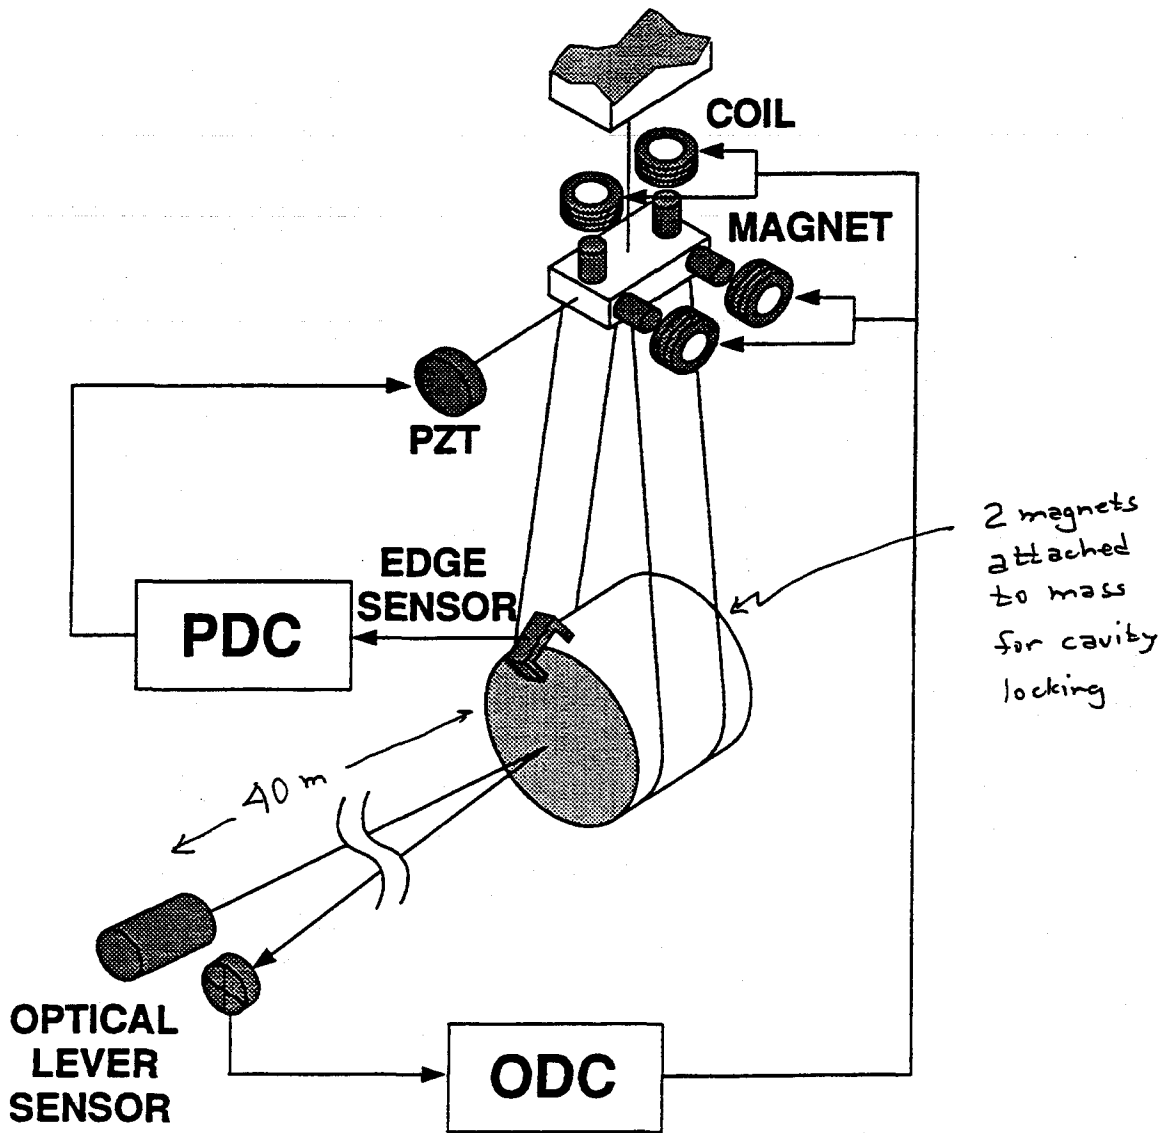 COIL
MAGNET
PZT
EDGE
SENSOR
PDC
2 magnets
attached
to mass
for cavity
locking
40 m
OPTICAL
LEVER
SENSOR
ODC